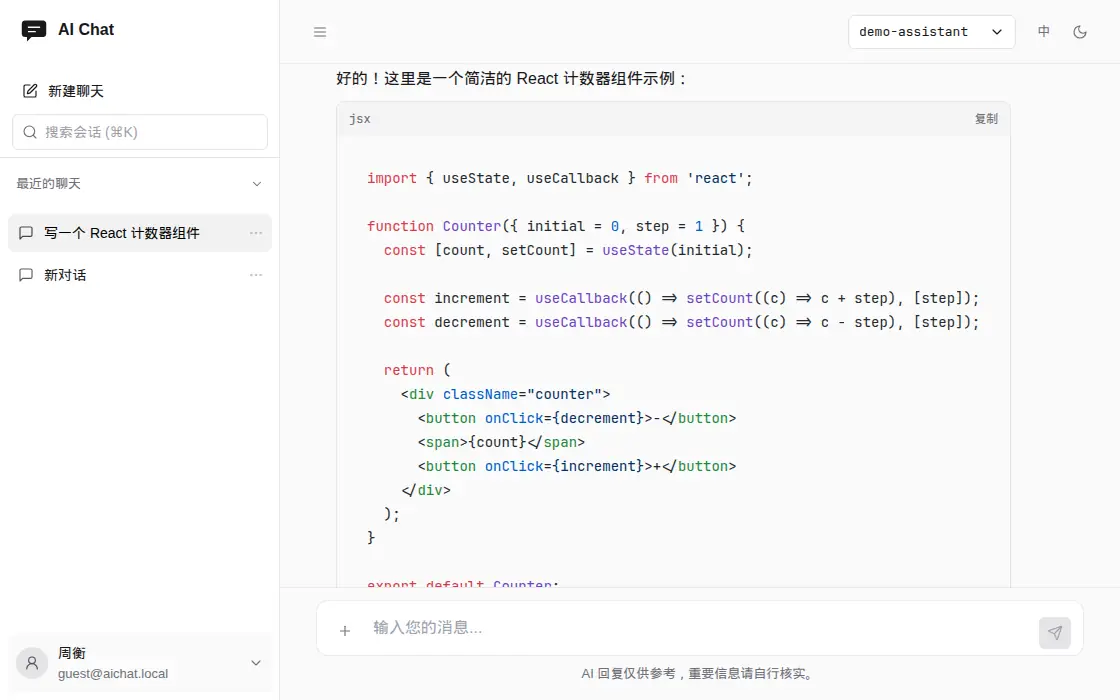 AI Chat
新建聊天
搜索会话 (⌘K)
最近的聊天
写一个 React 计数器组件
新对话
周衡
guest@aichat.local
demo-assistant
中
好的！这里是一个简洁的 React 计数器组件示例：
jsx 复制
import { useState, useCallback } from 'react';
function Counter({ initial = 0, step = 1 }) {
  const [count, setCount] = useState(initial);
  const increment = useCallback(() => setCount((c) => c + step), [step]);
  const decrement = useCallback(() => setCount((c) => c - step), [step]);
  return (
    <div className="counter">
      <button onClick={decrement}>-</button>
      <span>{count}</span>
      <button onClick={increment}>+</button>
    </div>
  );
}
export default Counter;
输入您的消息...
AI 回复仅供参考，重要信息请自行核实。